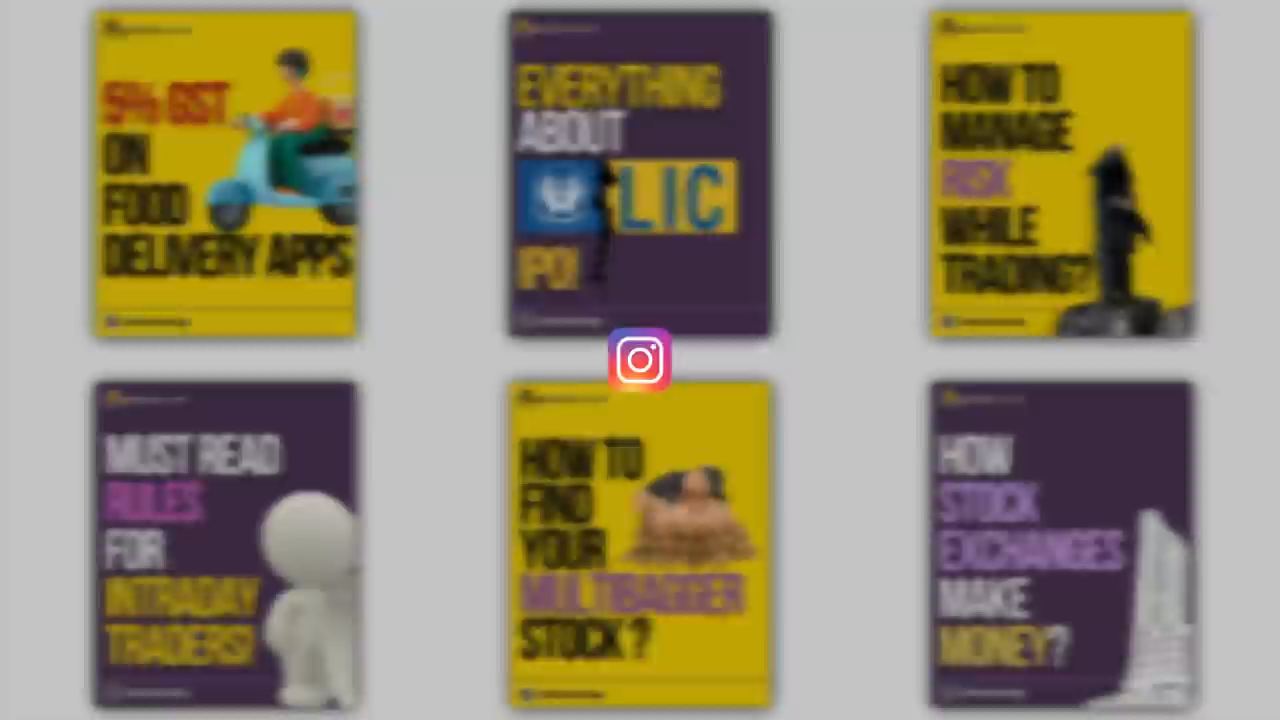 5% GST
ON
FOOD
DELIVERY APPS
EVERYTHING
ABOUT
LIC
IPO!
HOW TO
MANAGE
RISK
WHILE
TRADING?
MUST READ
RULES
FOR
INTRADAY
TRADERS!
HOW TO
FIND
YOUR
MULTIBAGGER
STOCK ?
HOW
STOCK
EXCHANGES
MAKE
MONEY?